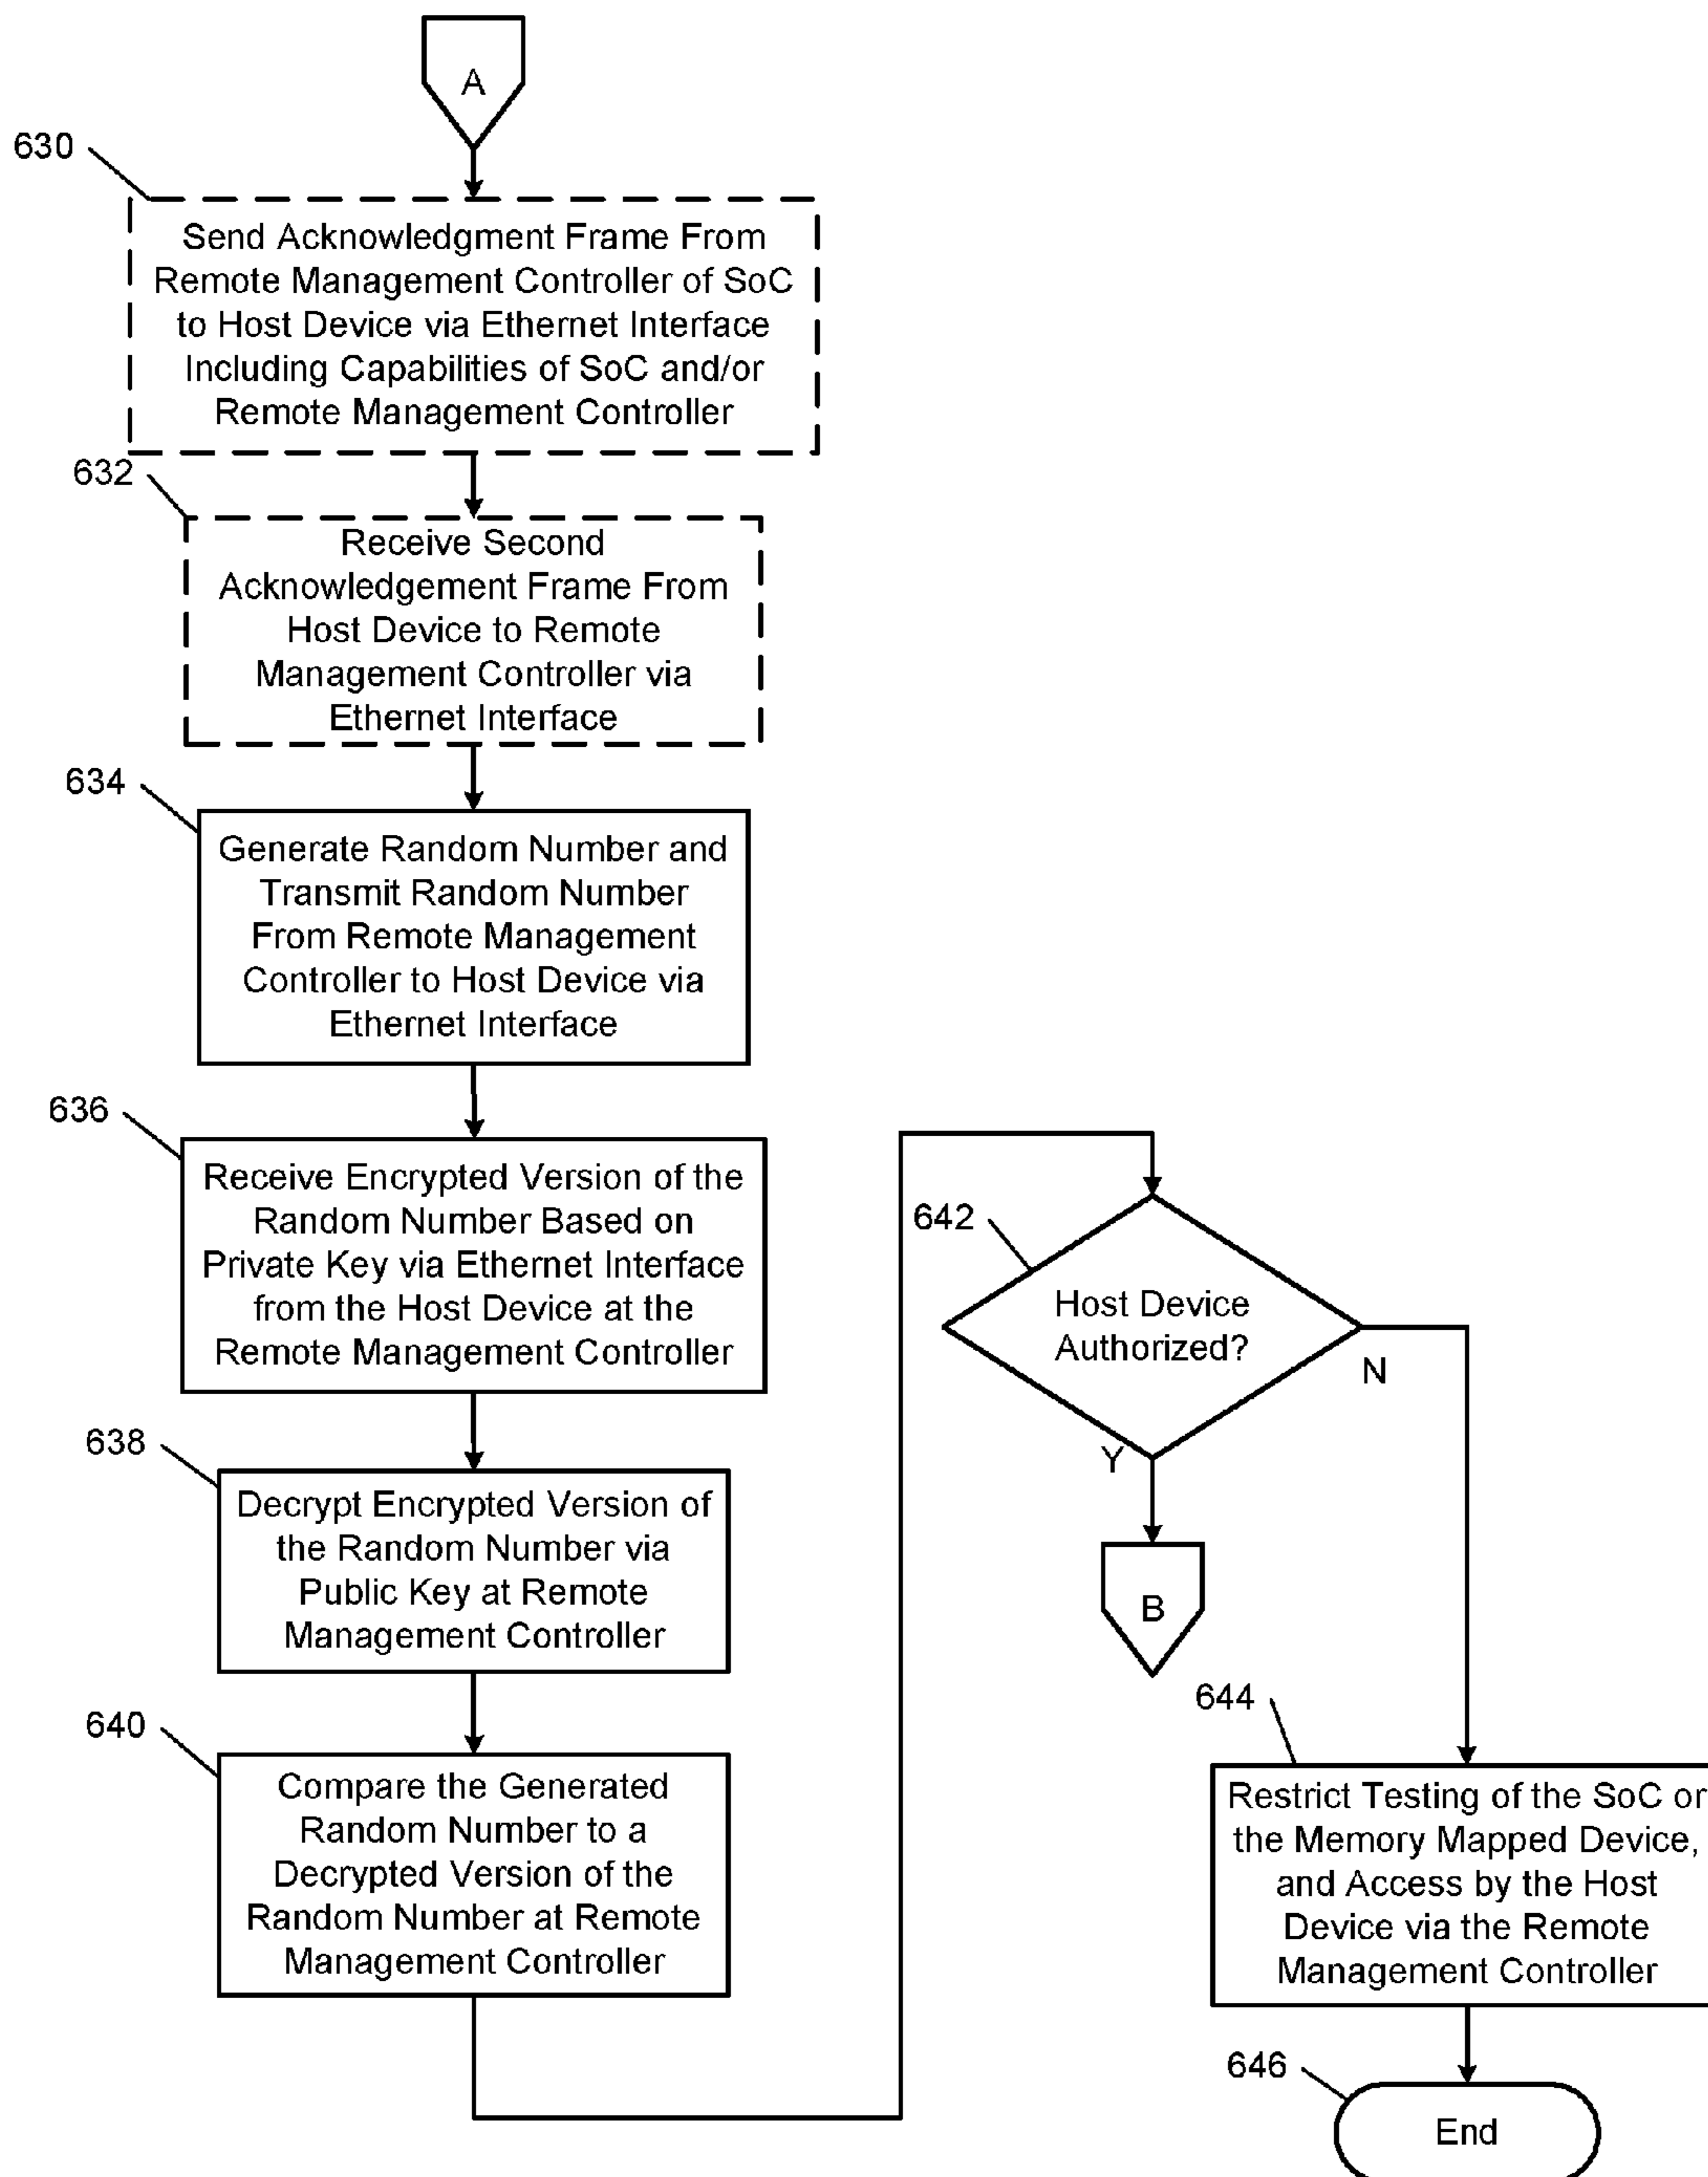 A
630
Send Acknowledgment Frame From
Remote Management Controller of SoC
to Host Device via Ethernet Interface
Including Capabilities of SoC and/or
Remote Management Controller
632
Receive Second
Acknowledgement Frame From
Host Device to Remote
Management Controller via
Ethernet Interface
634
Generate Random Number and
Transmit Random Number
From Remote Management
Controller to Host Device via
Ethernet Interface
636
Receive Encrypted Version of the
Random Number Based on
Private Key via Ethernet Interface
from the Host Device at the
Remote Management Controller
638
Decrypt Encrypted Version of
the Random Number via
Public Key at Remote
Management Controller
640
Compare the Generated
Random Number to a
Decrypted Version of the
Random Number at Remote
Management Controller
642
Host Device
Authorized?
N
Y
B
644
Restrict Testing of the SoC or
the Memory Mapped Device,
and Access by the Host
Device via the Remote
Management Controller
646
End